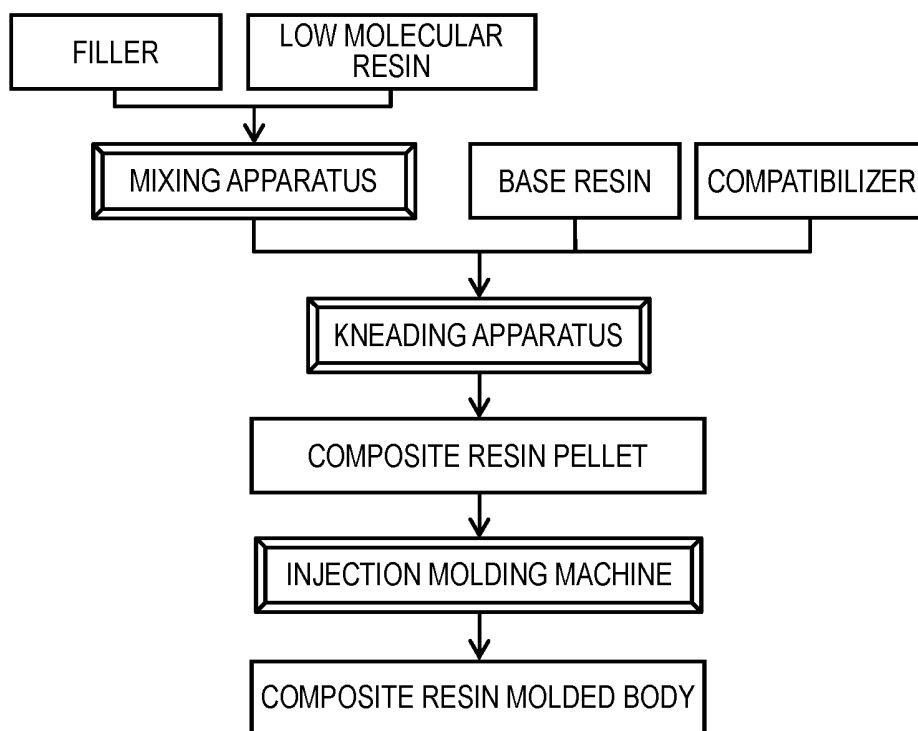 FILLER
LOW MOLECULAR
RESIN
MIXING APPARATUS
BASE RESIN
COMPATIBILIZER
KNEADING APPARATUS
COMPOSITE RESIN PELLET
INJECTION MOLDING MACHINE
COMPOSITE RESIN MOLDED BODY